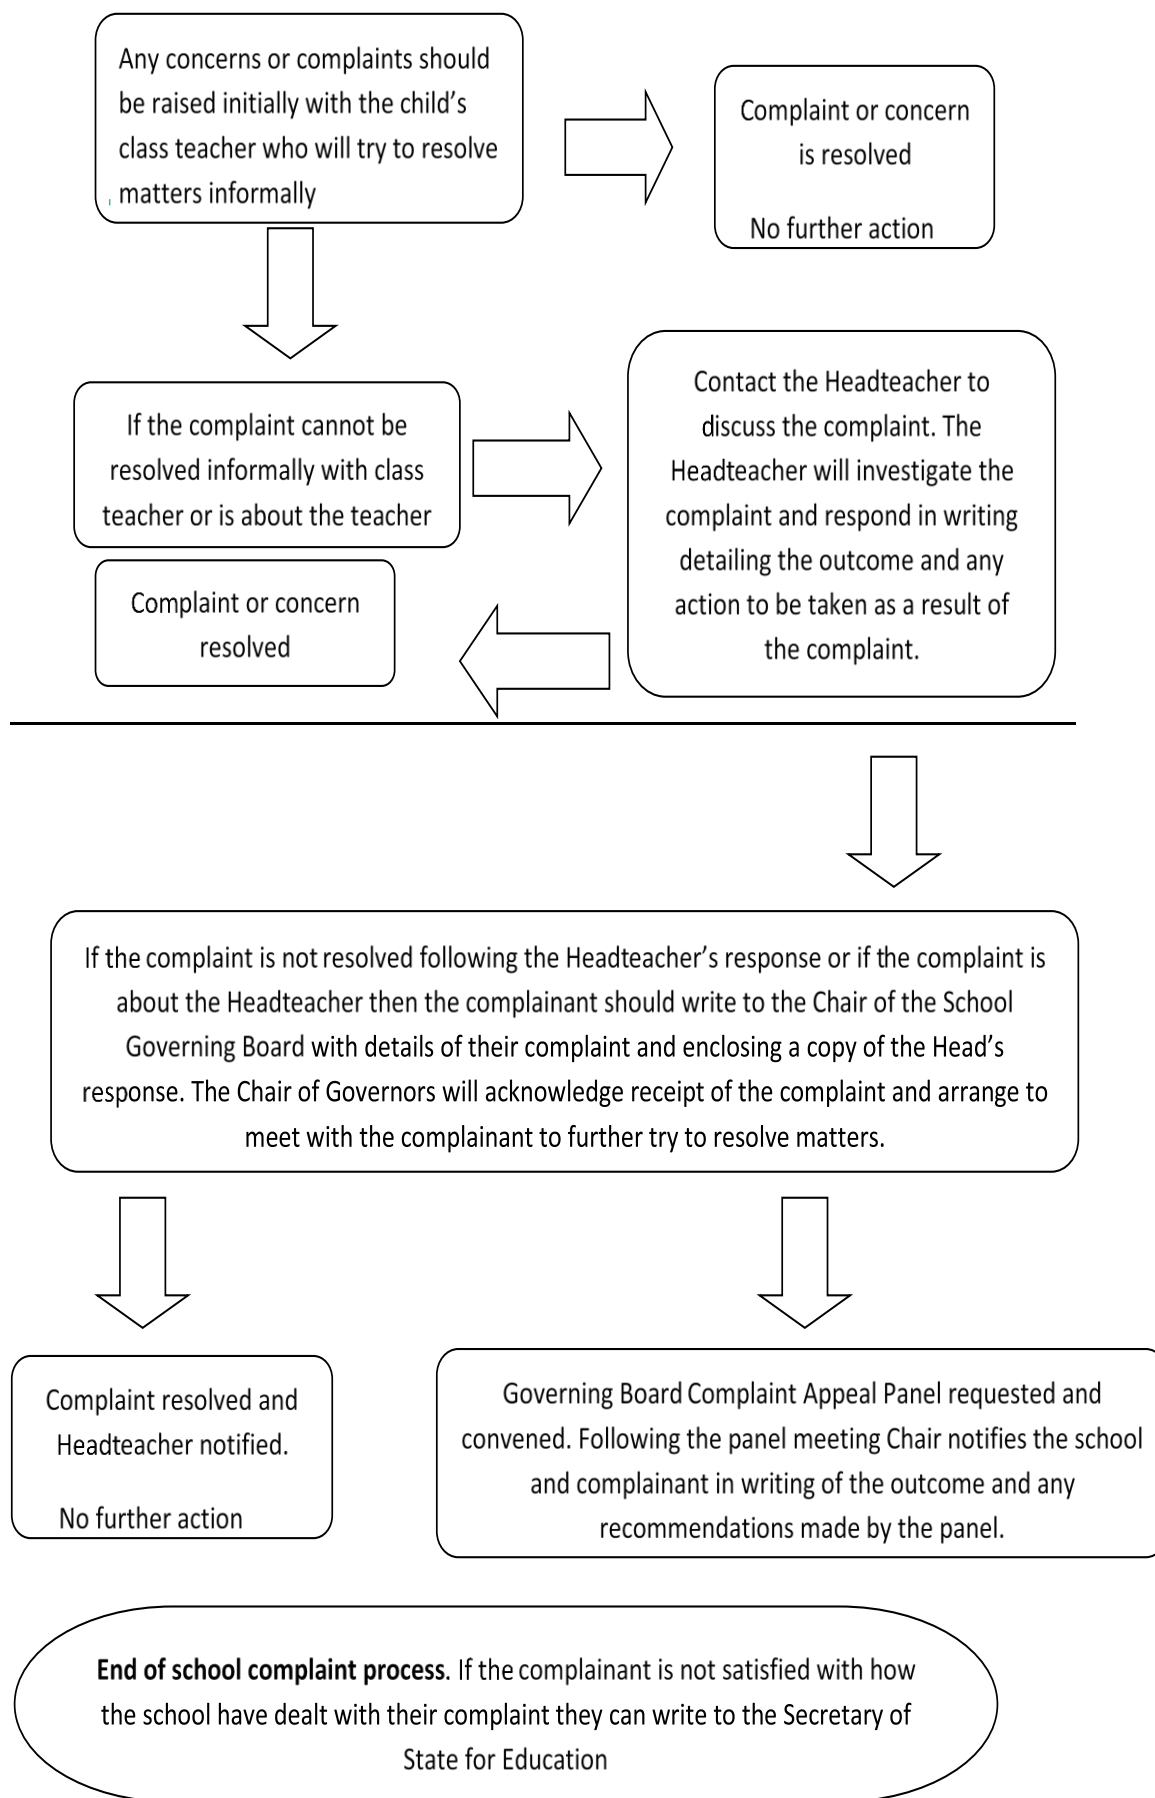 Any concerns or complaints should
be raised initially with the child’s
class teacher who will try to resolve
matters informally
Complaint or concern
is resolved
No further action
If the complaint cannot be
resolved informally with class
teacher or is about the teacher
Contact the Headteacher to
discuss the complaint. The
Headteacher will investigate the
complaint and respond in writing
detailing the outcome and any
action to be taken as a result of
the complaint.
Complaint or concern
resolved
If the complaint is not resolved following the Headteacher’s response or if the complaint is
about the Headteacher then the complainant should write to the Chair of the School
Governing Board with details of their complaint and enclosing a copy of the Head’s
response. The Chair of Governors will acknowledge receipt of the complaint and arrange to
meet with the complainant to further try to resolve matters.
Complaint resolved and
Headteacher notified.
No further action
Governing Board Complaint Appeal Panel requested and
convened. Following the panel meeting Chair notifies the school
and complainant in writing of the outcome and any
recommendations made by the panel.
End of school complaint process. If the complainant is not satisfied with how
the school have dealt with their complaint they can write to the Secretary of
State for Education